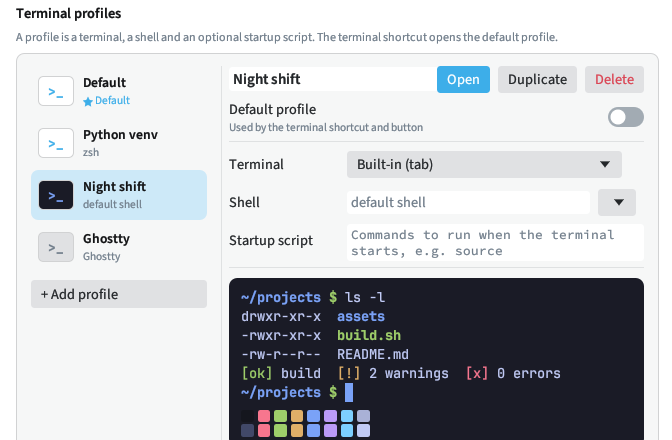 Terminal profiles
A profile is a terminal, a shell and an optional startup script. The terminal shortcut opens the default profile.
>_ Default
★ Default
>_ Python venv
zsh
>_ Night shift
default shell
>_ Ghostty
Ghostty
+ Add profile
Night shift Open Duplicate Delete
Default profile
Used by the terminal shortcut and button
Terminal Built-in (tab)
Shell default shell
Startup script Commands to run when the terminal
starts, e.g. source
~/projects $ ls -l
drwxr-xr-x assets
-rwxr-xr-x build.sh
-rw-r--r-- README.md
[ok] build [!] 2 warnings [x] 0 errors
~/projects $